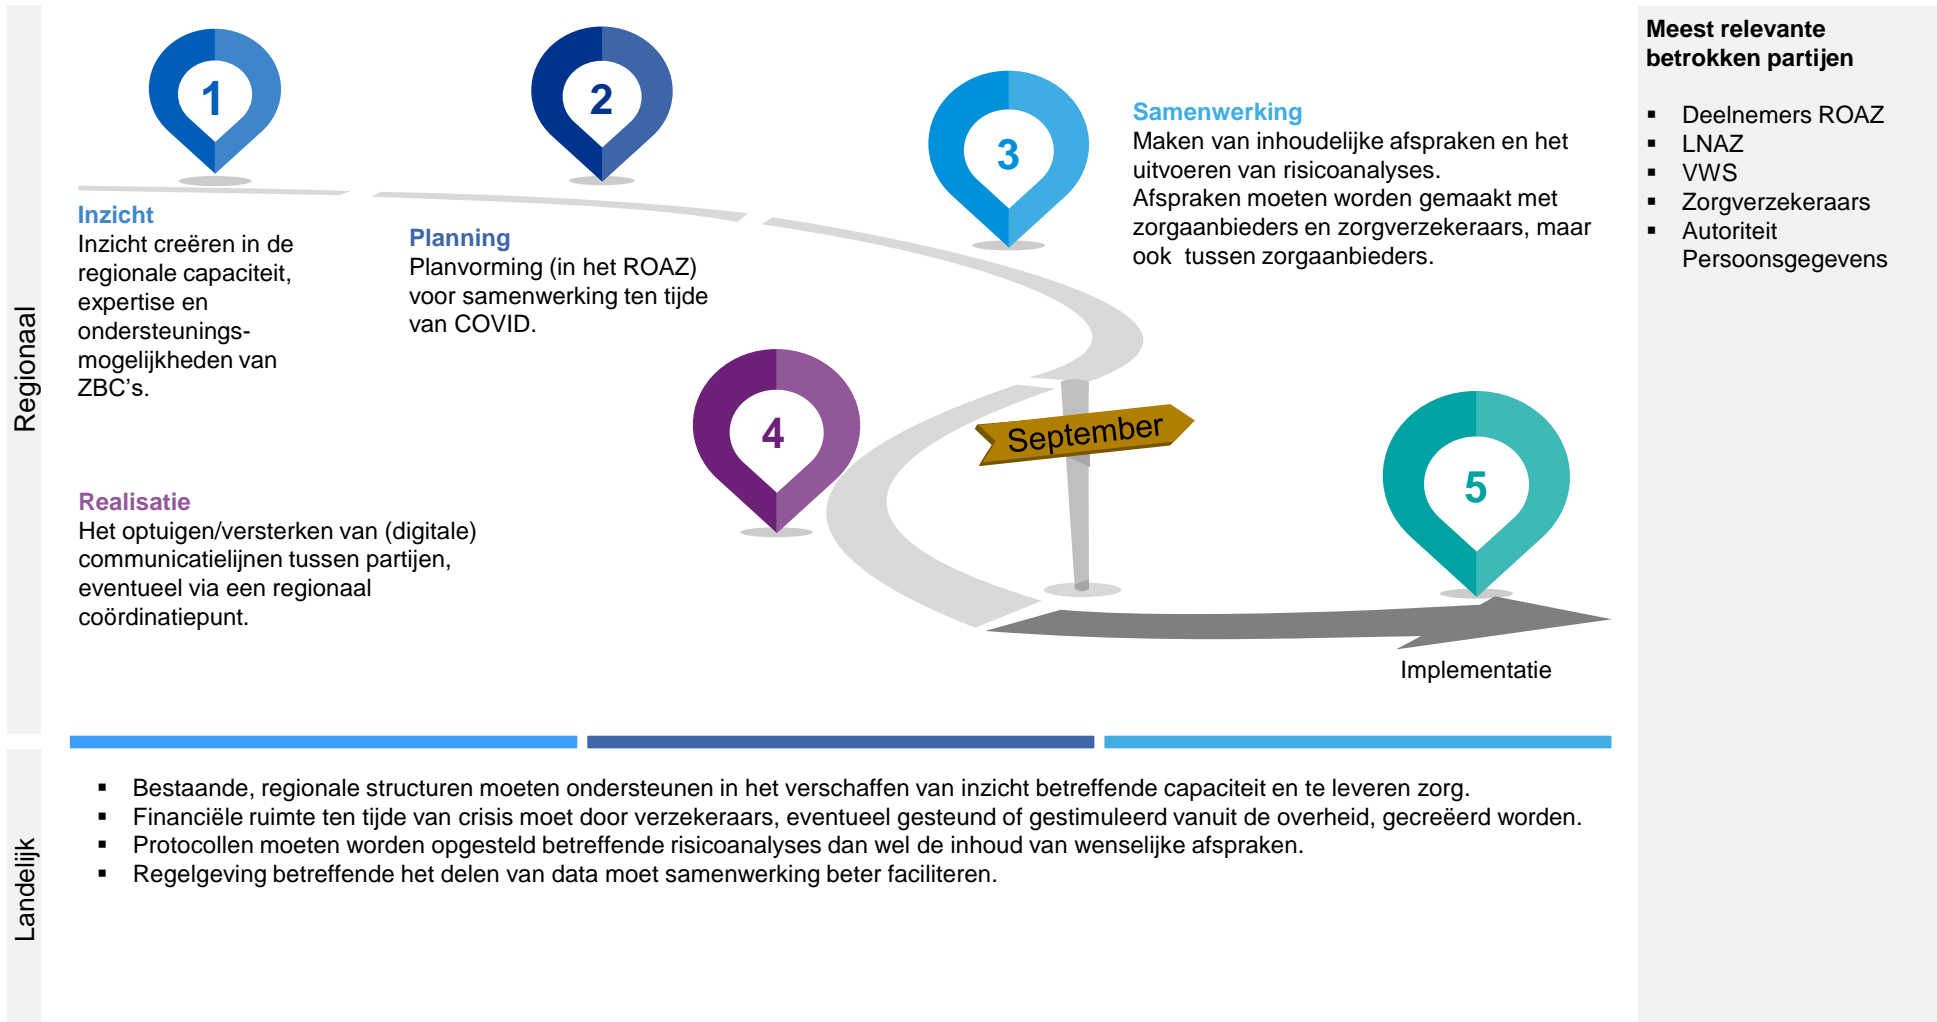 Regionaal
1
Inzicht
Inzicht creëren in de
regionale capaciteit,
expertise en
ondersteunings-
mogelijkheden van
ZBC's.
2
Planning
Planvorming (in het ROAZ)
voor samenwerking ten tijde
van COVID.
3
Samenwerking
Maken van inhoudelijke afspraken en het
uitvoeren van risicoanalyses.
Afspraken moeten worden gemaakt met
zorgaanbieders en zorgverzekeraars, maar
ook  tussen zorgaanbieders.
4
Realisatie
Het optuigen/versterken van (digitale)
communicatielijnen tussen partijen,
eventueel via een regionaal
coördinatiepunt.
September
5
Implementatie
Landelijk
▪ Bestaande, regionale structuren moeten ondersteunen in het verschaffen van inzicht betreffende capaciteit en te leveren zorg.
▪ Financiële ruimte ten tijde van crisis moet door verzekeraars, eventueel gesteund of gestimuleerd vanuit de overheid, gecreëerd worden.
▪ Protocollen moeten worden opgesteld betreffende risicoanalyses dan wel de inhoud van wenselijke afspraken.
▪ Regelgeving betreffende het delen van data moet samenwerking beter faciliteren.
Meest relevante
betrokken partijen
▪ Deelnemers ROAZ
▪ LNAZ
▪ VWS
▪ Zorgverzekeraars
▪ Autoriteit
Persoonsgegevens